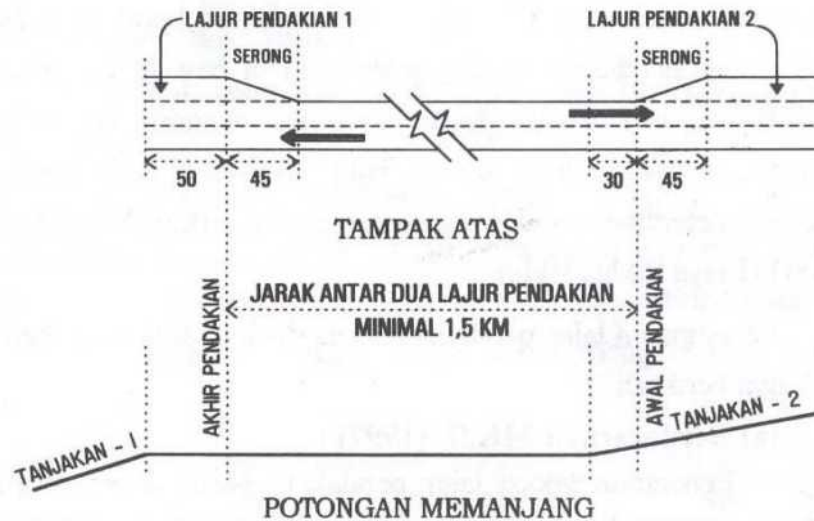 LAJUR PENDAKIAN 1
LAJUR PENDAKIAN 2
SERONG
SERONG
50
45
30
45
TAMPAK ATAS
JARAK ANTAR DUA LAJUR PENDAKIAN
MINIMAL 1,5 KM
AKHIR PENDAKIAN
AWAL PENDAKIAN
TANJAKAN - 1
TANJAKAN - 2
POTONGAN MEMANJANG